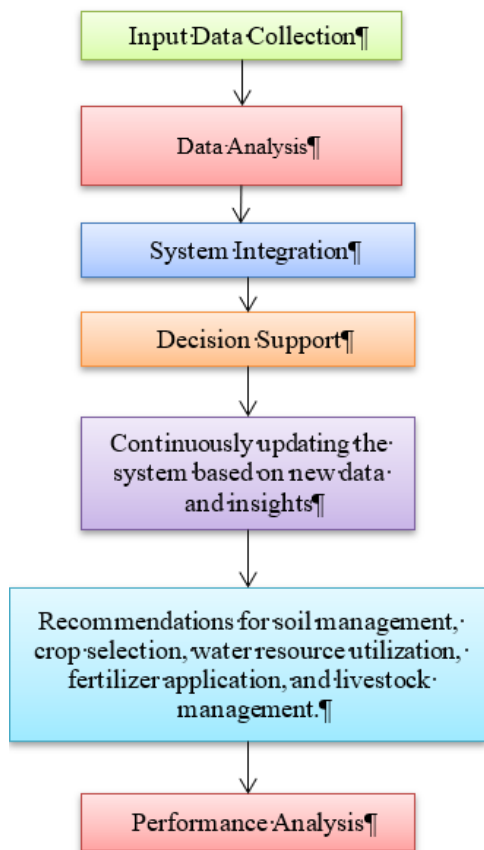 Input Data Collection¶
Data Analysis¶
System Integration¶
Decision Support¶
Continuously updating the
system based on new data
and insights¶
Recommendations for soil management,
crop selection, water resource utilization,
fertilizer application, and livestock
management.¶
Performance Analysis¶